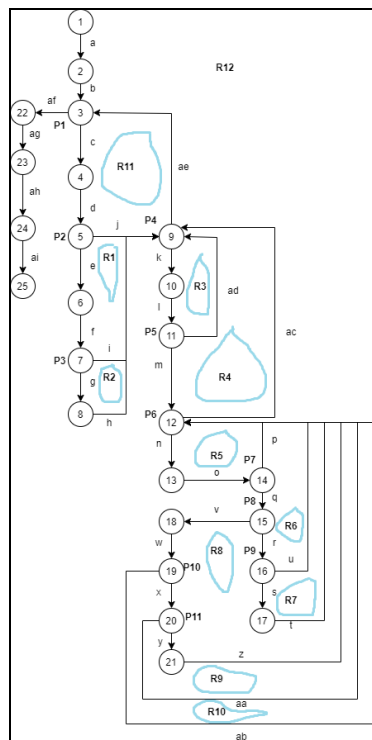 1
a
2
R12
b
af
22
3
P1
ag
c
R11
ae
23
4
ah
d
P4
24
j
P2
5
9
ai
e
R1
k
R3
25
10
ad
6
l
P5
11
ac
f
m
R4
P3
7
i
g
R2
P6
8
h
12
n
R5
p
P7
o
13
14
P8
q
v
18
15
R6
w
R8
P9
r
P10
u
19
16
x
s
R7
P11
20
17
t
y
z
21
R9
aa
R10
ab